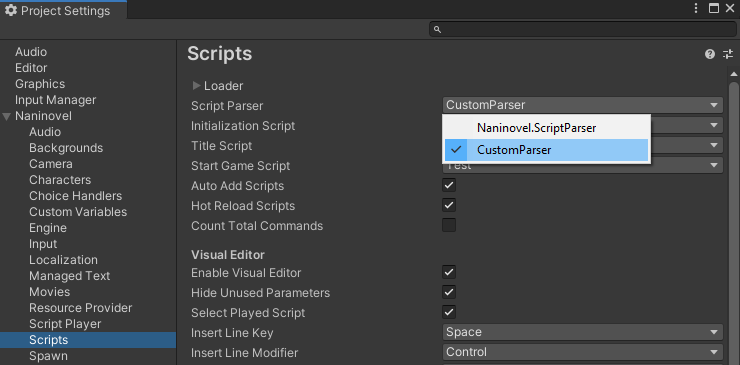 Project Settings
Audio
Editor
Graphics
Input Manager
Naninovel
Audio
Backgrounds
Camera
Characters
Choice Handlers
Custom Variables
Engine
Input
Localization
Managed Text
Movies
Resource Provider
Script Player
Scripts
Spawn
Scripts
Loader
Script Parser CustomParser
Naninovel.ScriptParser
CustomParser
Initialization Script
Title Script
Start Game Script
Auto Add Scripts
Hot Reload Scripts
Count Total Commands
Visual Editor
Enable Visual Editor
Hide Unused Parameters
Select Played Script
Insert Line Key Space
Insert Line Modifier Control